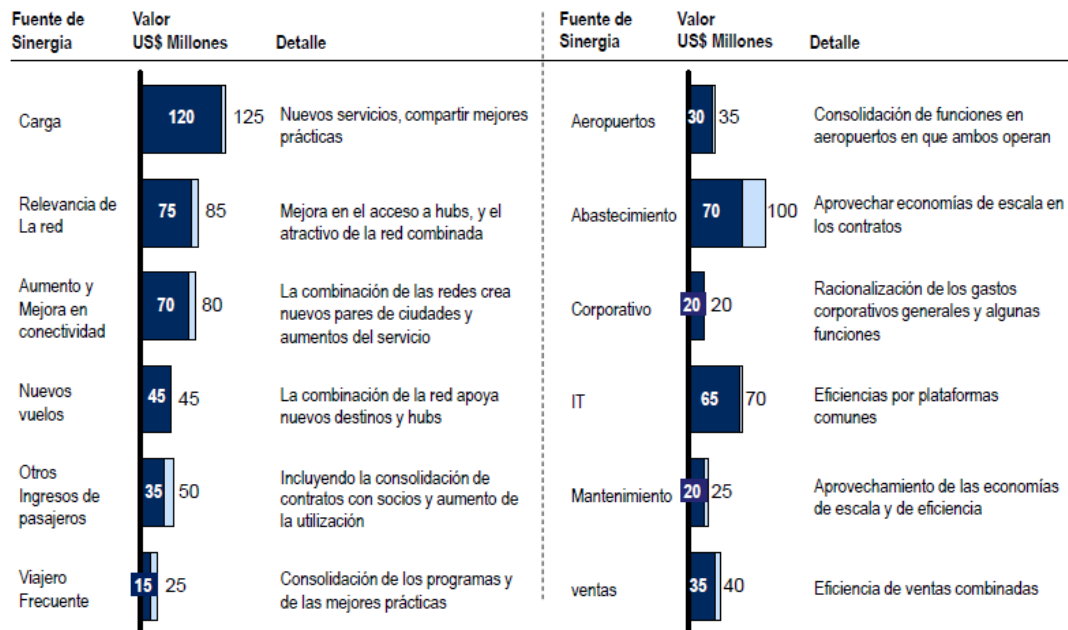 Fuente de
Sinergia
Valor
US$ Millones
Detalle
Carga
120
125
Nuevos servicios, compartir mejores
prácticas
Relevancia de
La red
75
85
Mejora en el acceso a hubs, y el
atractivo de la red combinada
Aumento y
Mejora en
conectividad
70
80
La combinación de las redes crea
nuevos pares de ciudades y
aumentos del servicio
Nuevos
vuelos
45
45
La combinación de la red apoya
nuevos destinos y hubs
Otros
Ingresos de
pasajeros
35
50
Incluyendo la consolidación de
contratos con socios y aumento de
la utilización
Viajero
Frecuente
15
25
Consolidación de los programas y
de las mejores prácticas
Fuente de
Sinergia
Valor
US$ Millones
Detalle
Aeropuertos
30
35
Consolidación de funciones en
aeropuertos en que ambos operan
Abastecimiento
70
100
Aprovechar economías de escala en
los contratos
Corporativo
20
20
Racionalización de los gastos
corporativos generales y algunas
funciones
IT
65
70
Eficiencias por plataformas
comunes
Mantenimiento
20
25
Aprovechamiento de las economías
de escala y de eficiencia
ventas
35
40
Eficiencia de ventas combinadas